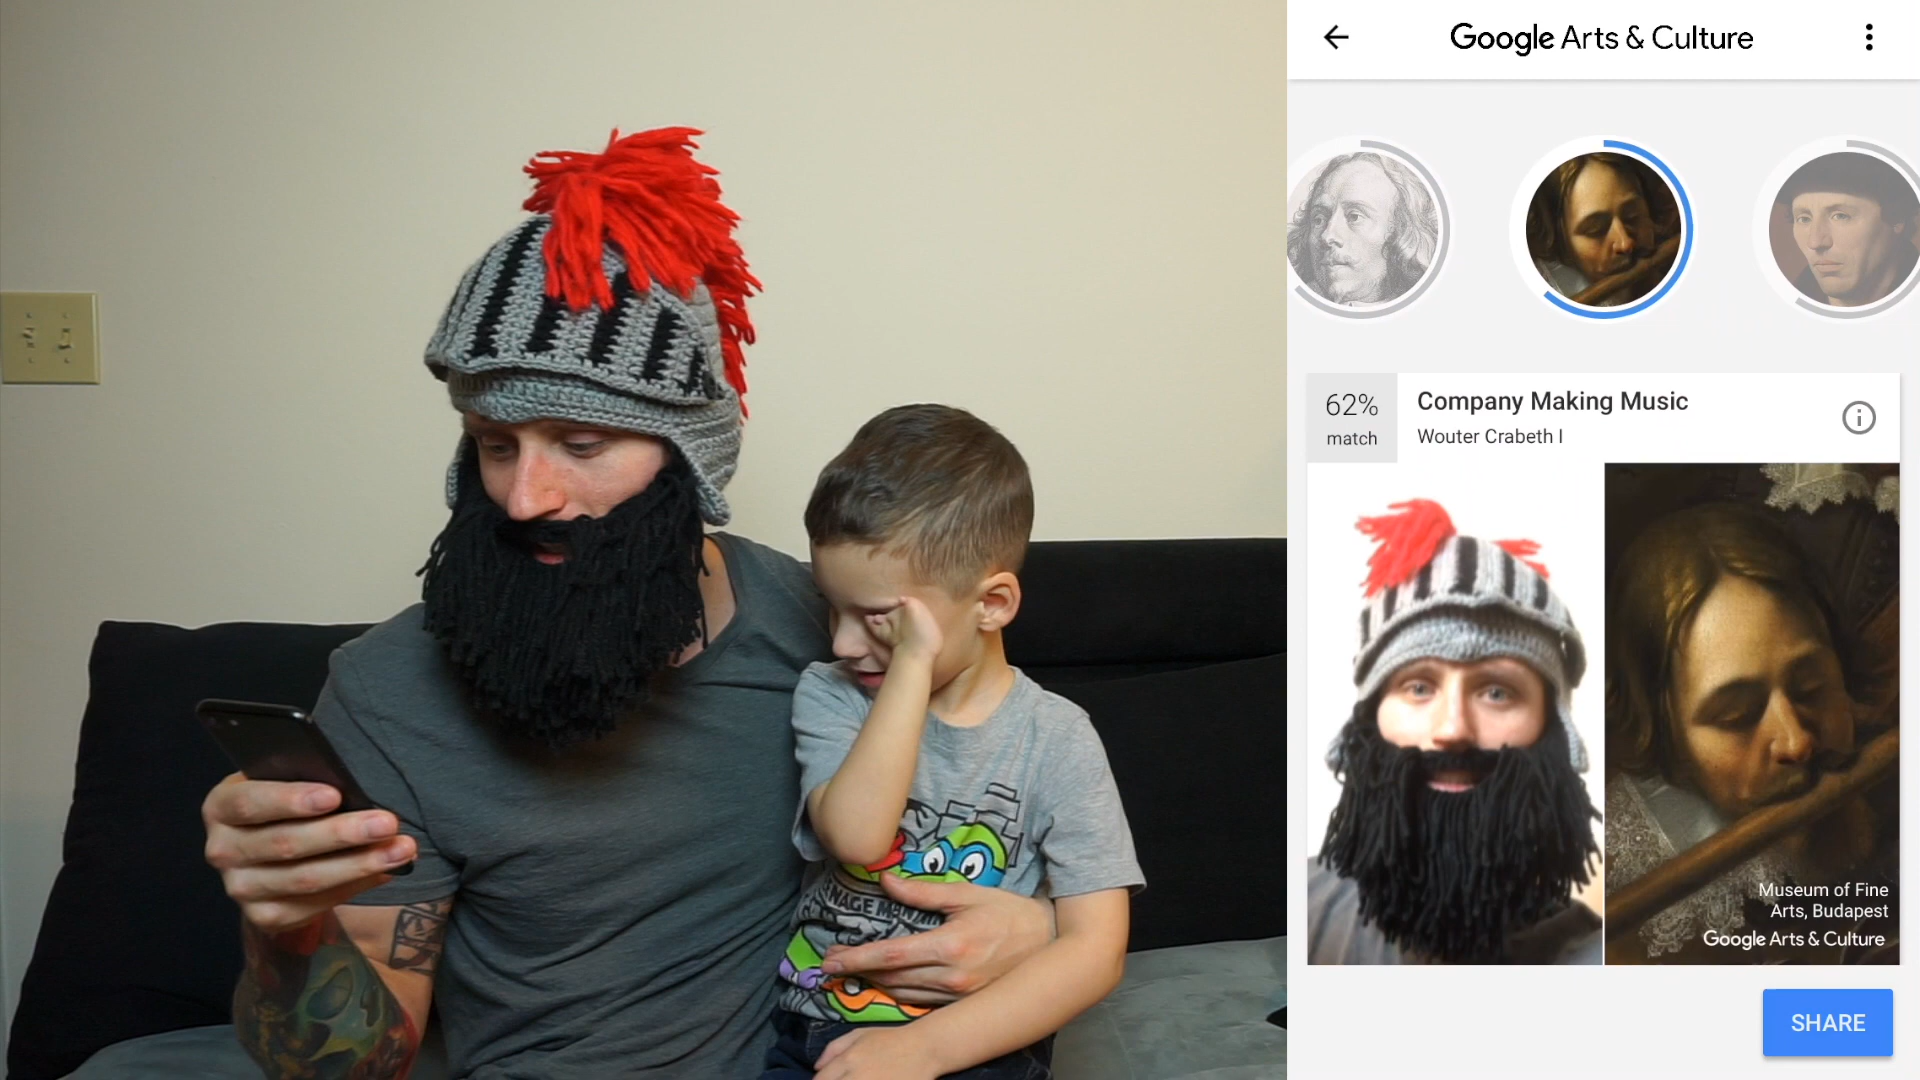 Google Arts & Culture
62%
match
Company Making Music
Wouter Crabeth I
Museum of Fine
Arts, Budapest
Google Arts & Culture
SHARE